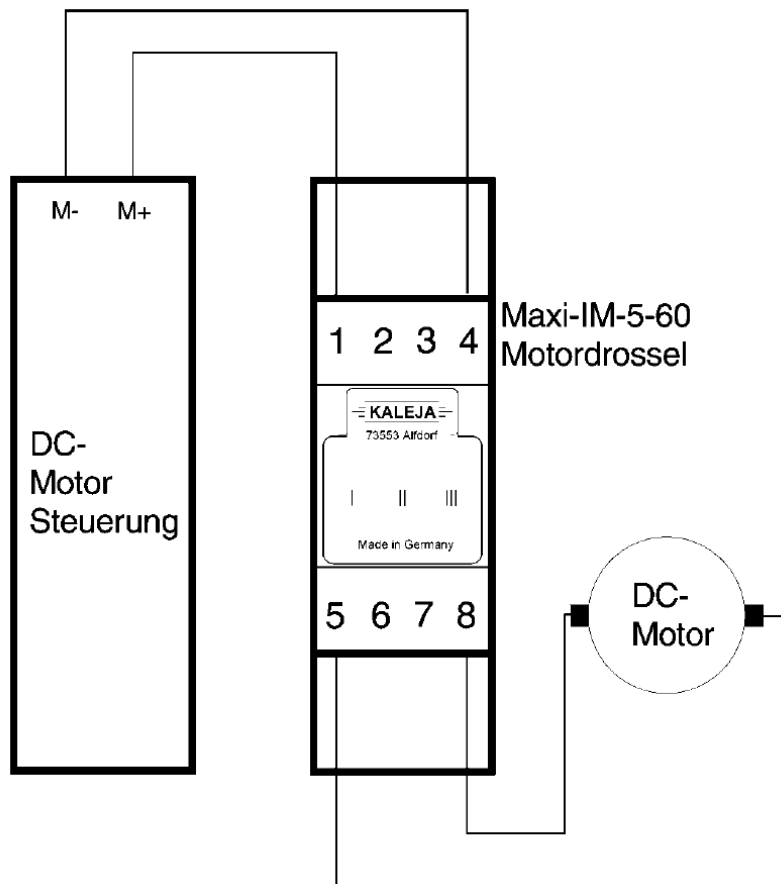 M- M+
DC-
Motor
Steuerung
Maxi-IM-5-60
Motordrossel
1 2 3 4
KALEJA
73553 Alfdorf
I II III
Made in Germany
5 6 7 8
DC-
Motor